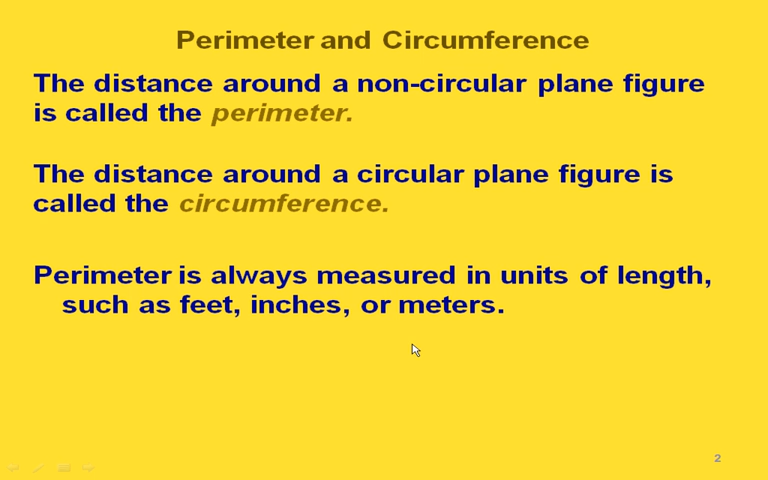 Perimeter and Circumference
The distance around a non-circular plane figure
is called the perimeter.
The distance around a circular plane figure is
called the circumference.
Perimeter is always measured in units of length,
such as feet, inches, or meters.
2